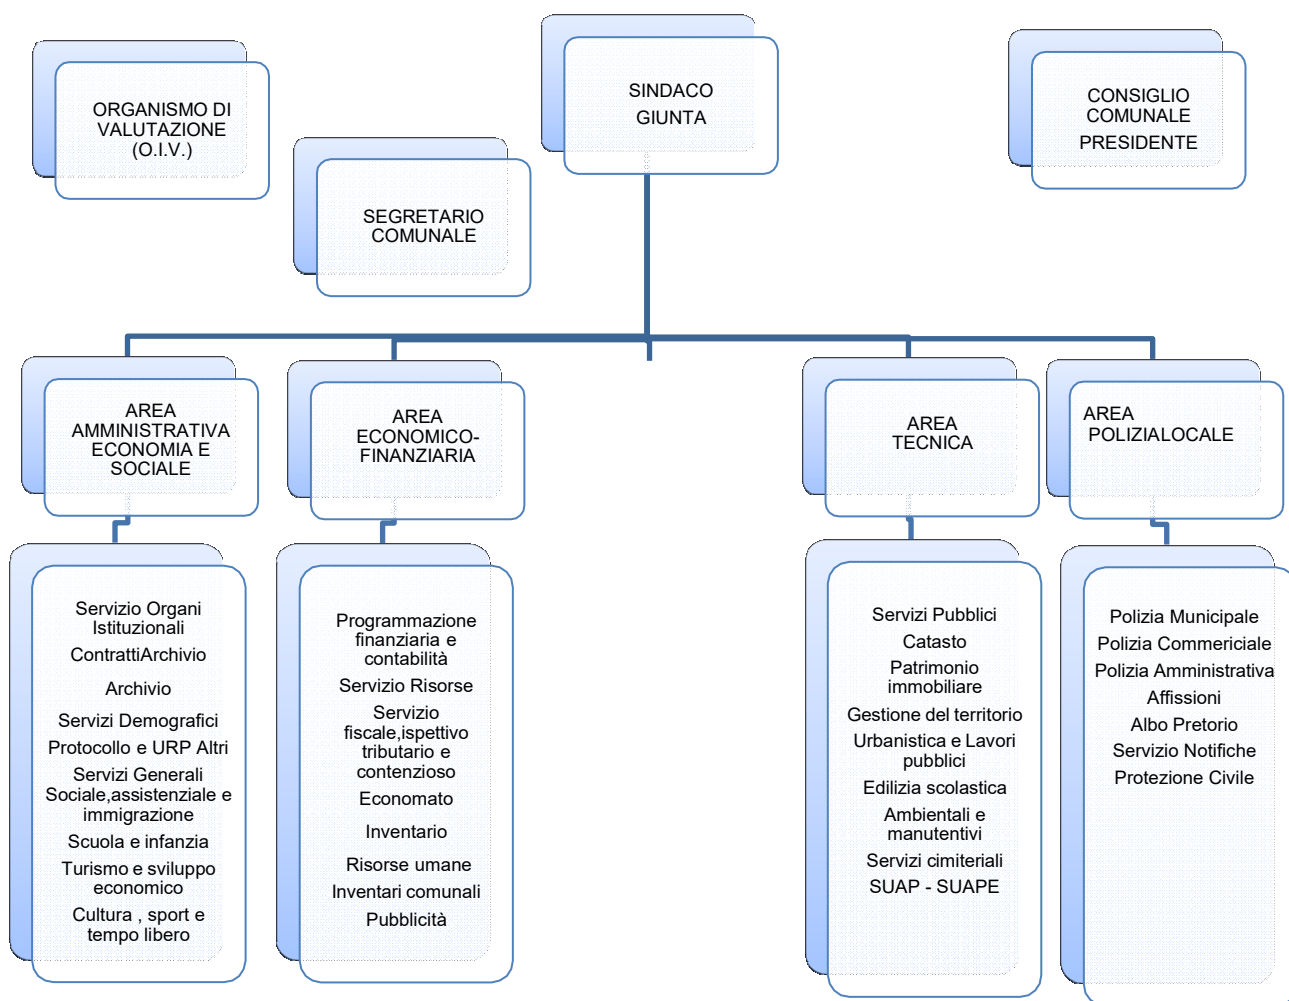 ORGANISMO DI
VALUTAZIONE
(O.I.V.)
SEGRETARIO
COMUNALE
SINDACO
GIUNTA
CONSIGLIO
COMUNALE
PRESIDENTE
AREA
AMMINISTRATIVA
ECONOMIA E
SOCIALE
AREA
ECONOMICO-
FINANZIARIA
AREA
TECNICA
AREA
POLIZIALOCALE
Servizio Organi
Istituzionali
ContrattiArchivio
Archivio
Servizi Demografici
Protocollo e URP Altri
Servizi Generali
Sociale,assistenziale e
immigrazione
Scuola e infanzia
Turismo e sviluppo
economico
Cultura , sport e
tempo libero
Programmazione
finanziaria e
contabilità
Servizio Risorse
Servizio
fiscale,ispettivo
tributario e
contenzioso
Economato
Inventario
Risorse umane
Inventari comunali
Pubblicità
Servizi Pubblici
Catasto
Patrimonio
immobiliare
Gestione del territorio
Urbanistica e Lavori
pubblici
Edilizia scolastica
Ambientali e
manutentivi
Servizi cimiteriali
SUAP - SUAPE
Polizia Municipale
Polizia Commericiale
Polizia Amministrativa
Affissioni
Albo Pretorio
Servizio Notifiche
Protezione Civile